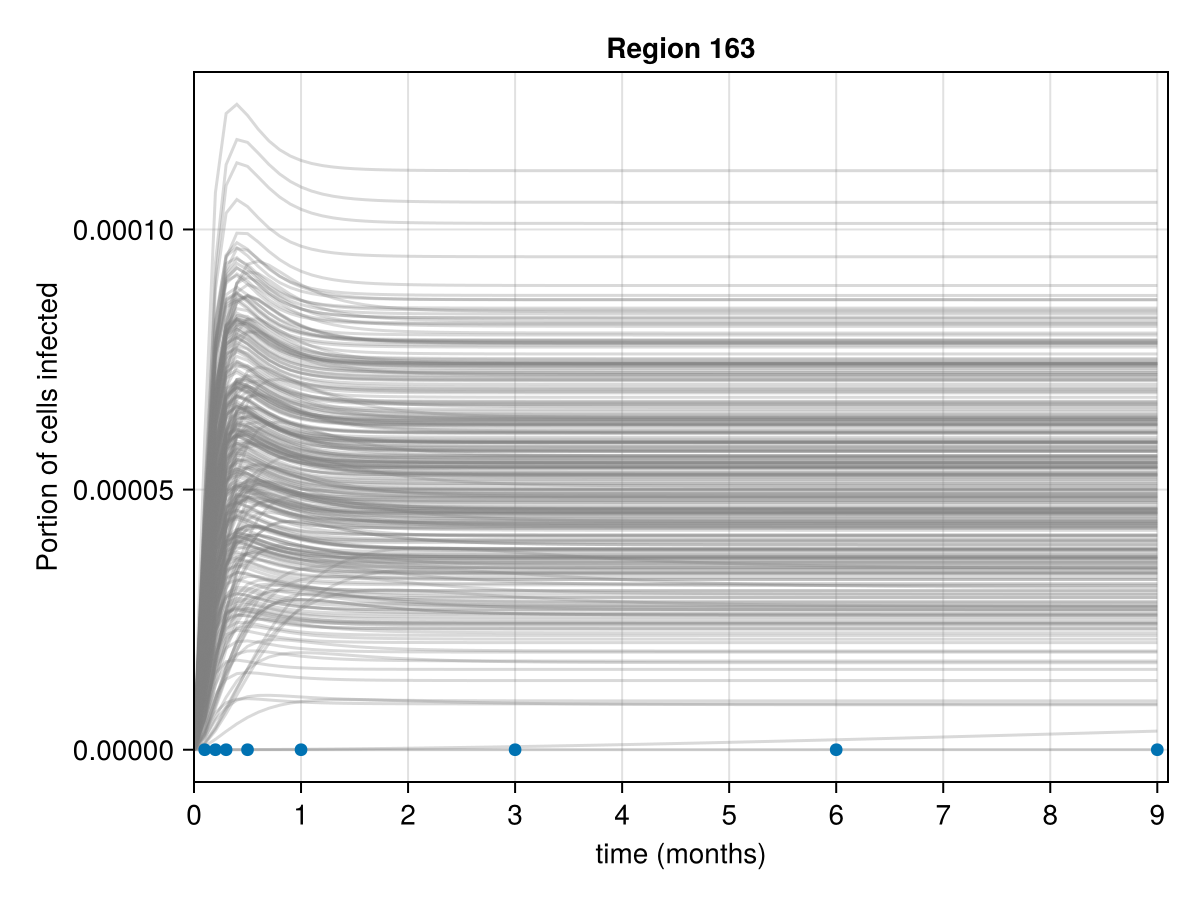 Region 163
Portion of cells infected
0.00010
0.00005
0.00000
0 1 2 3 4 5 6 7 8 9
time (months)